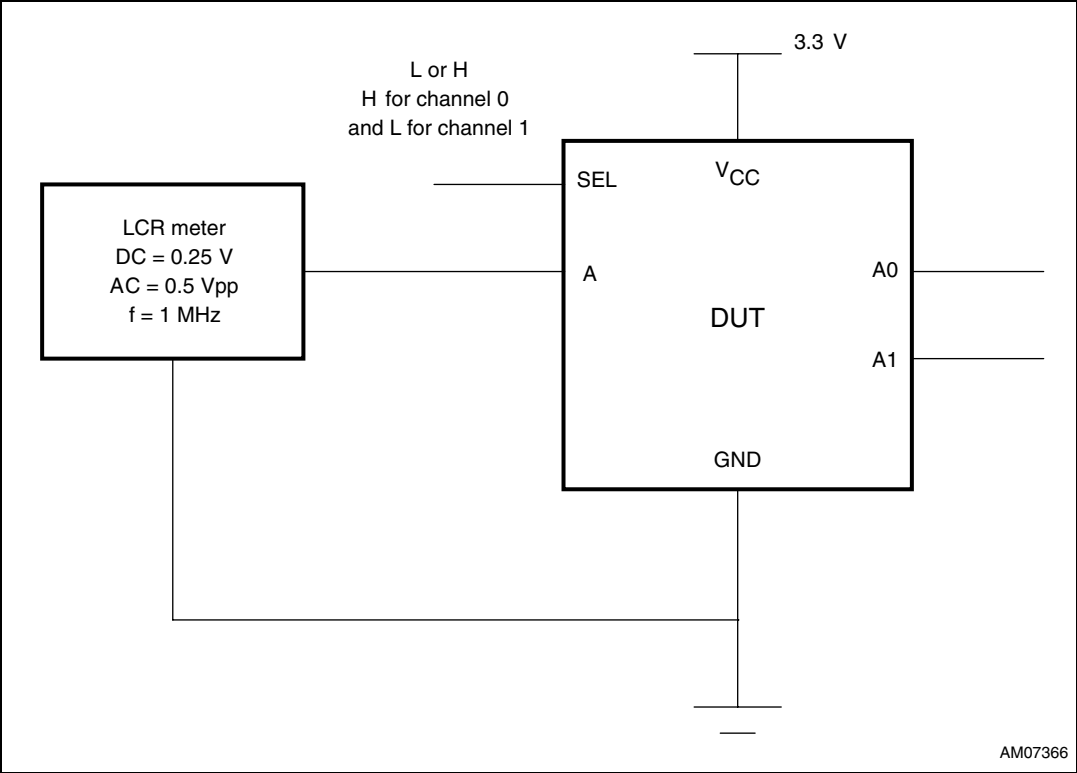 3.3 V
L or H
H for channel 0
and L for channel 1
SEL
VCC
LCR meter
DC = 0.25 V
AC = 0.5 Vpp
f = 1 MHz
A
A0
DUT
A1
GND
AM07366